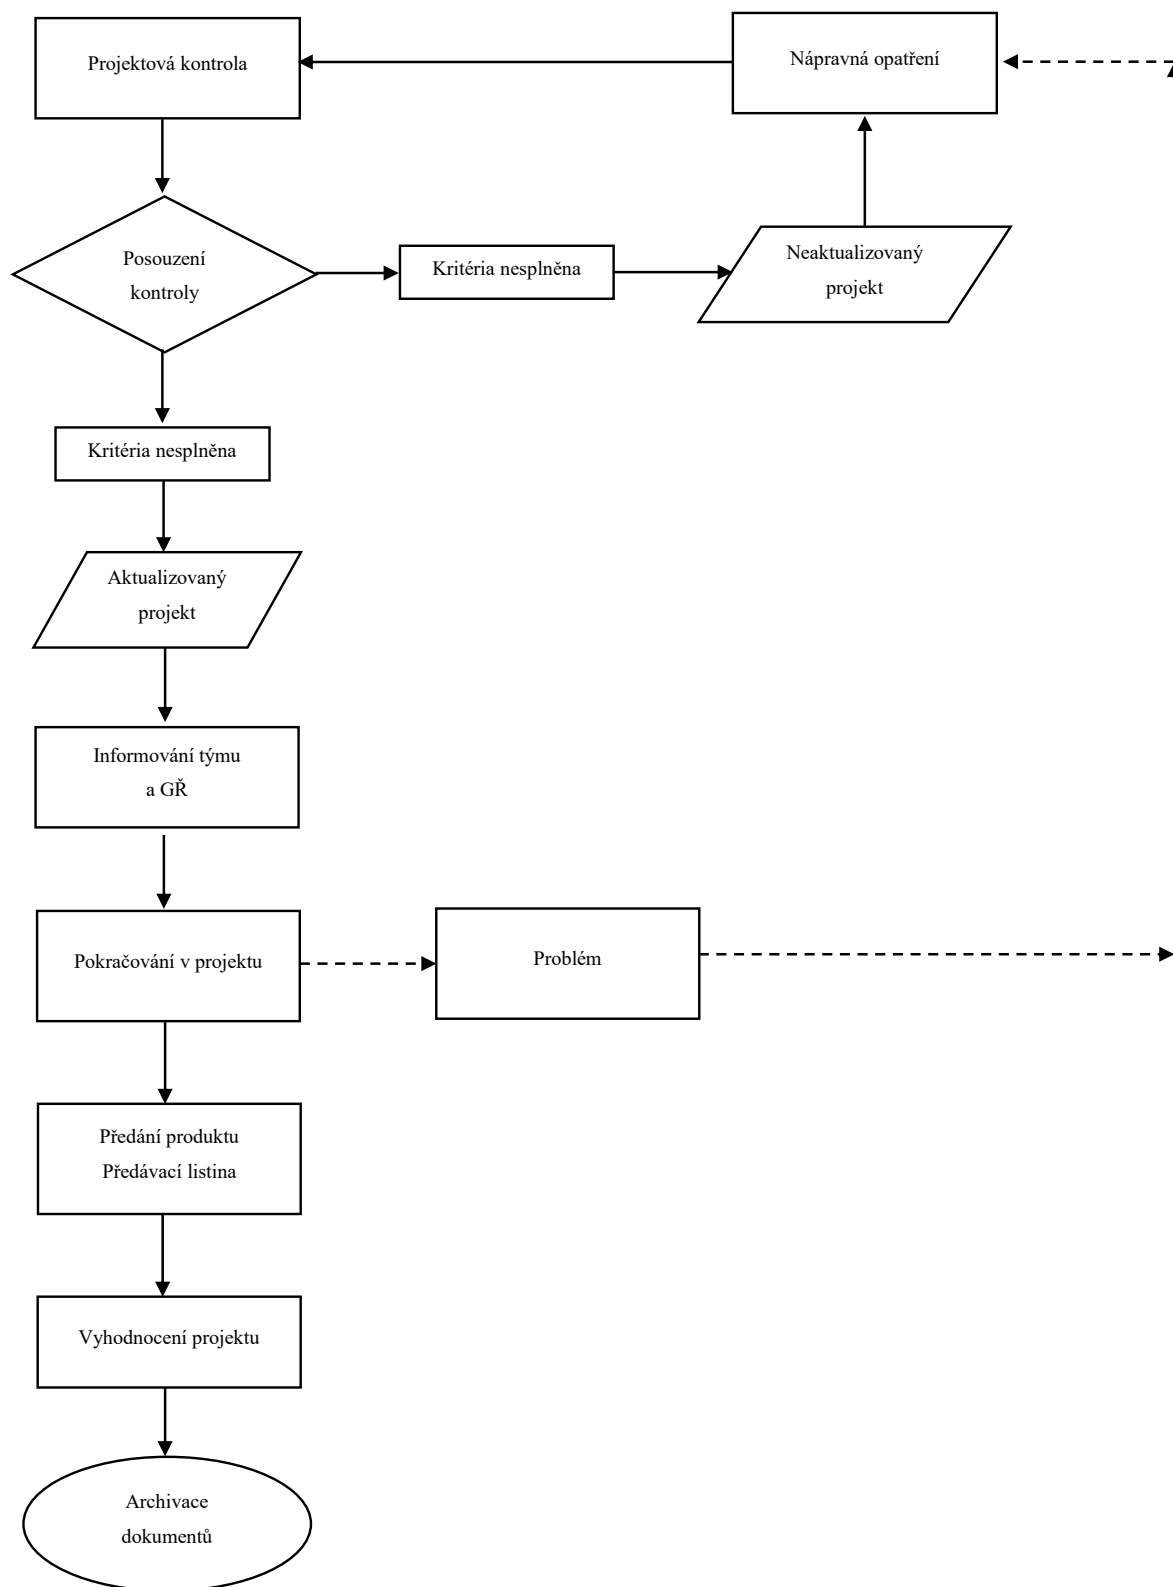 Projektová kontrola
Nápravná opatření
Posouzení
kontroly
Kritéria nesplněna
Neaktualizovaný
projekt
Kritéria nesplněna
Aktualizovaný
projekt
Informování týmu
a GŘ
Pokračování v projektu
Problém
Předání produktu
Předávací listina
Vyhodnocení projektu
Archivace
dokumentů